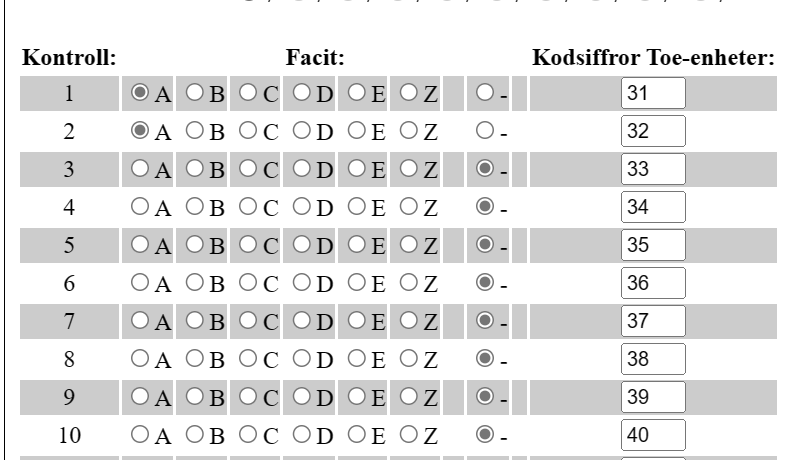 Kontroll: Facit: Kodsiffror Toe-enheter:
1 A B C D E Z - 31
2 A B C D E Z - 32
3 A B C D E Z - 33
4 A B C D E Z - 34
5 A B C D E Z - 35
6 A B C D E Z - 36
7 A B C D E Z - 37
8 A B C D E Z - 38
9 A B C D E Z - 39
10 A B C D E Z - 40